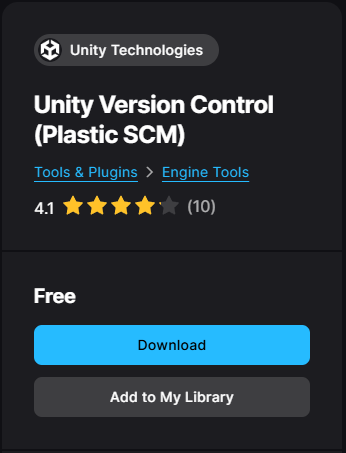 Unity Technologies
Unity Version Control
(Plastic SCM)
Tools & Plugins > Engine Tools
4.1 (10)
Free
Download
Add to My Library